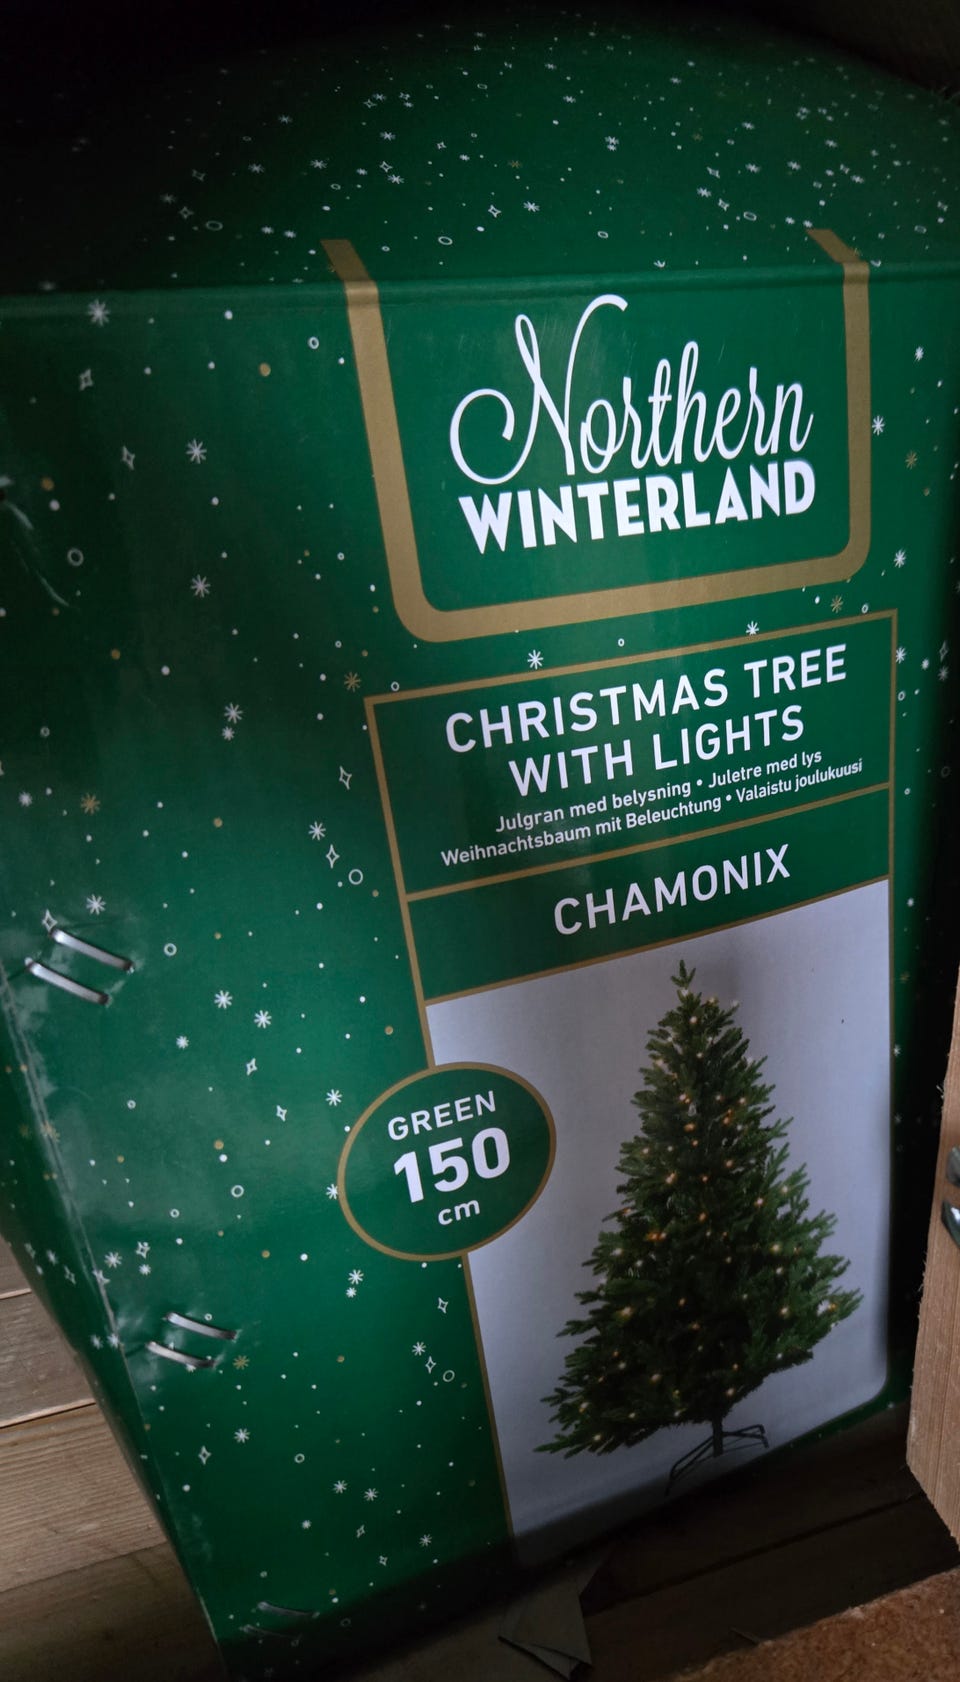 Northern
WINTERLAND
CHRISTMAS TREE
WITH LIGHTS
Julgran med belysning • Juletre med lys
Weihnachtsbaum mit Beleuchtung • Valaistu joulukuusi
CHAMONIX
GREEN
150
cm